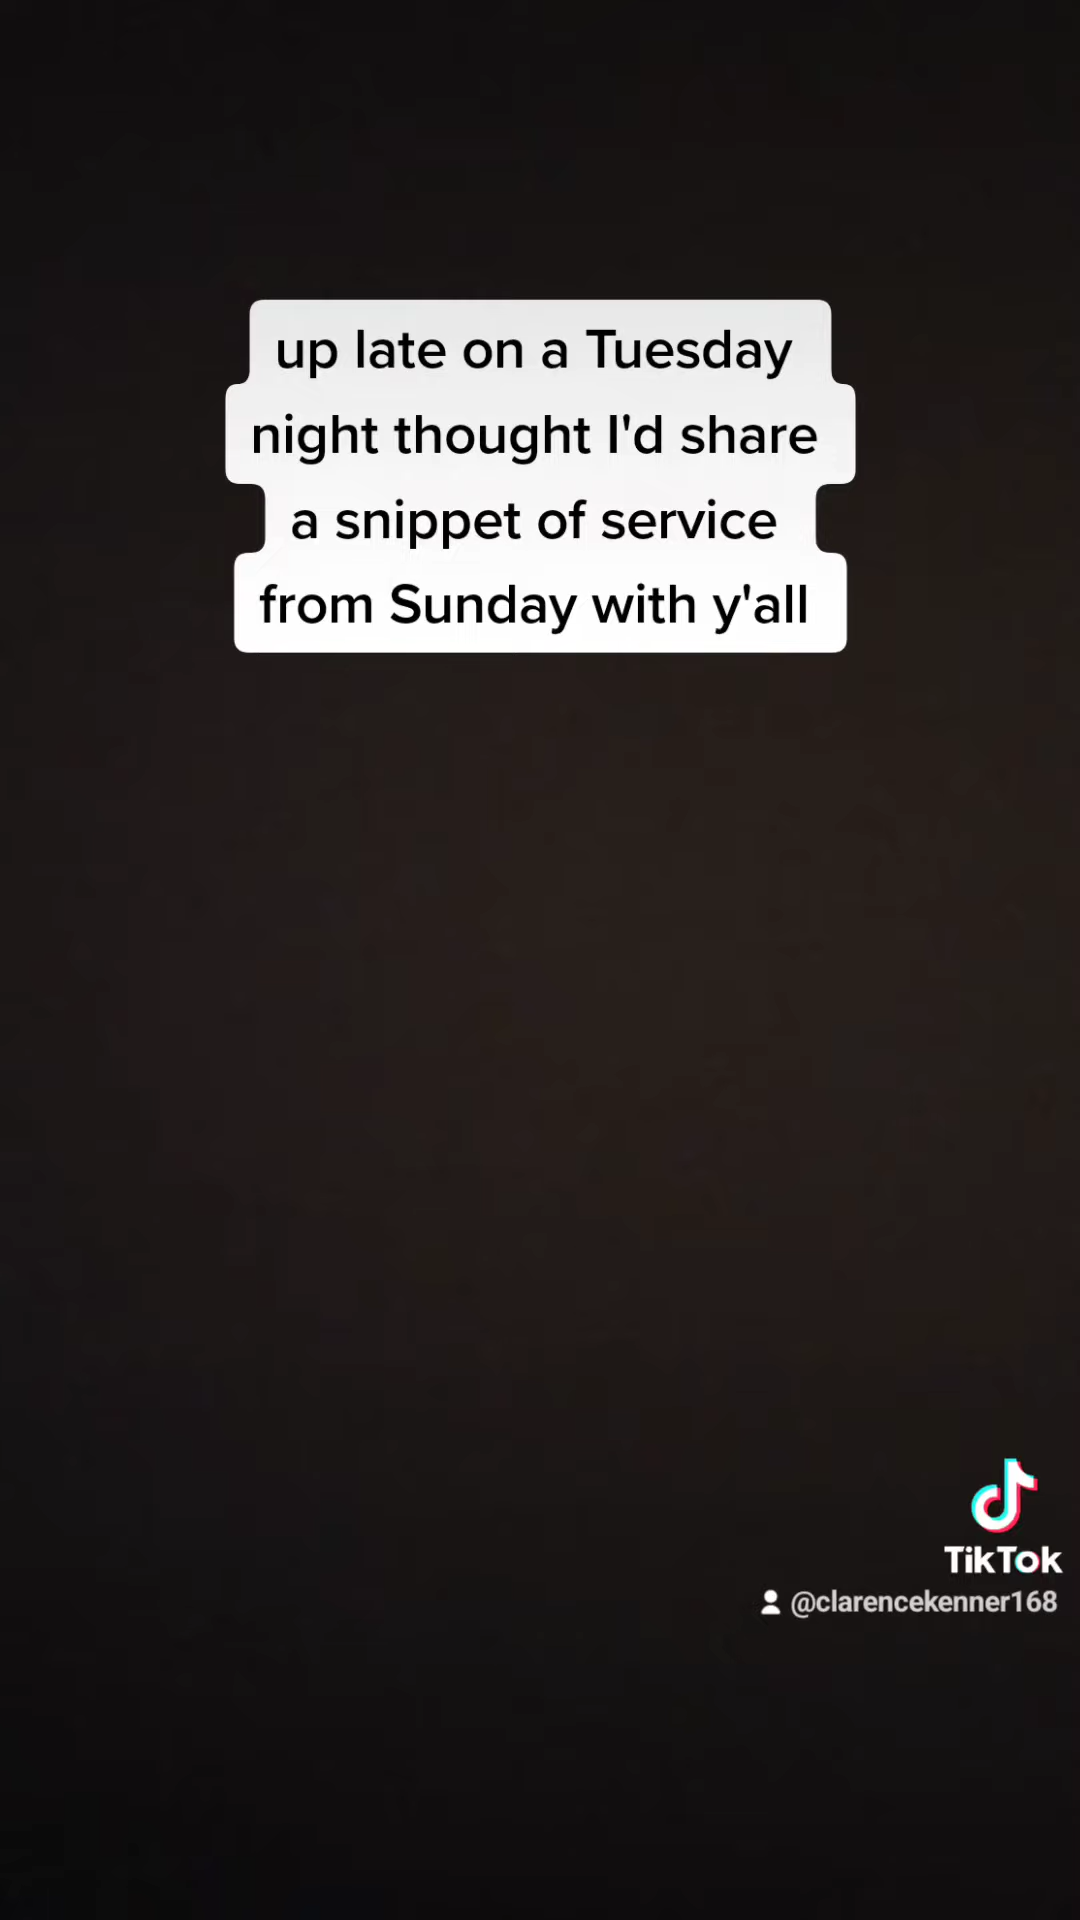 up late on a Tuesday
night thought I'd share
a snippet of service
from Sunday with y'all
TikTok
@clarencekenner168